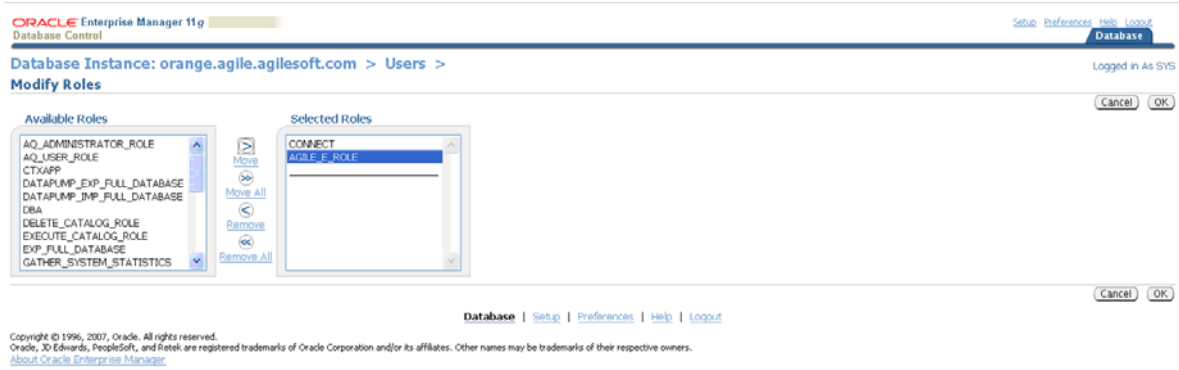 ORACLE Enterprise Manager 11g
Database Control
Setup Preferences Help Logout
Database
Database Instance: orange.agile.agilesoft.com > Users >
Logged in As SYS
Modify Roles
Cancel OK
Available Roles
AQ_ADMINISTRATOR_ROLE
AQ_USER_ROLE
CTXAPP
DATAPUMP_EXP_FULL_DATABASE
DATAPUMP_IMP_FULL_DATABASE
DBA
DELETE_CATALOG_ROLE
EXECUTE_CATALOG_ROLE
EXP_FULL_DATABASE
GATHER_SYSTEM_STATISTICS
Move
Move All
Remove
Remove All
Selected Roles
CONNECT
AGILE_E_ROLE
Cancel OK
Database | Setup | Preferences | Help | Logout
Copyright © 1996, 2007, Oracle. All rights reserved.
Oracle, JD Edwards, PeopleSoft, and Retek are registered trademarks of Oracle Corporation and/or its affiliates. Other names may be trademarks of their respective owners.
About Oracle Enterprise Manager